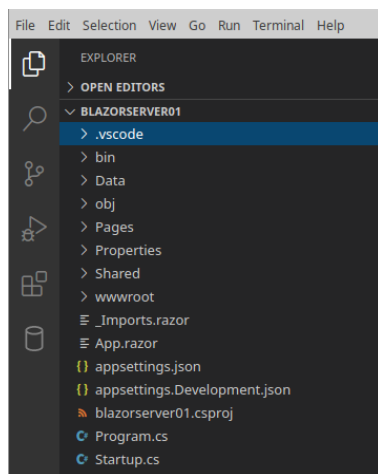 File Edit Selection View Go Run Terminal Help
EXPLORER
OPEN EDITORS
BLAZORSERVER01
.vscode
bin
Data
obj
Pages
Properties
Shared
wwwroot
_Imports.razor
App.razor
{} appsettings.json
{} appsettings.Development.json
blazorserver01.csproj
C# Program.cs
C# Startup.cs